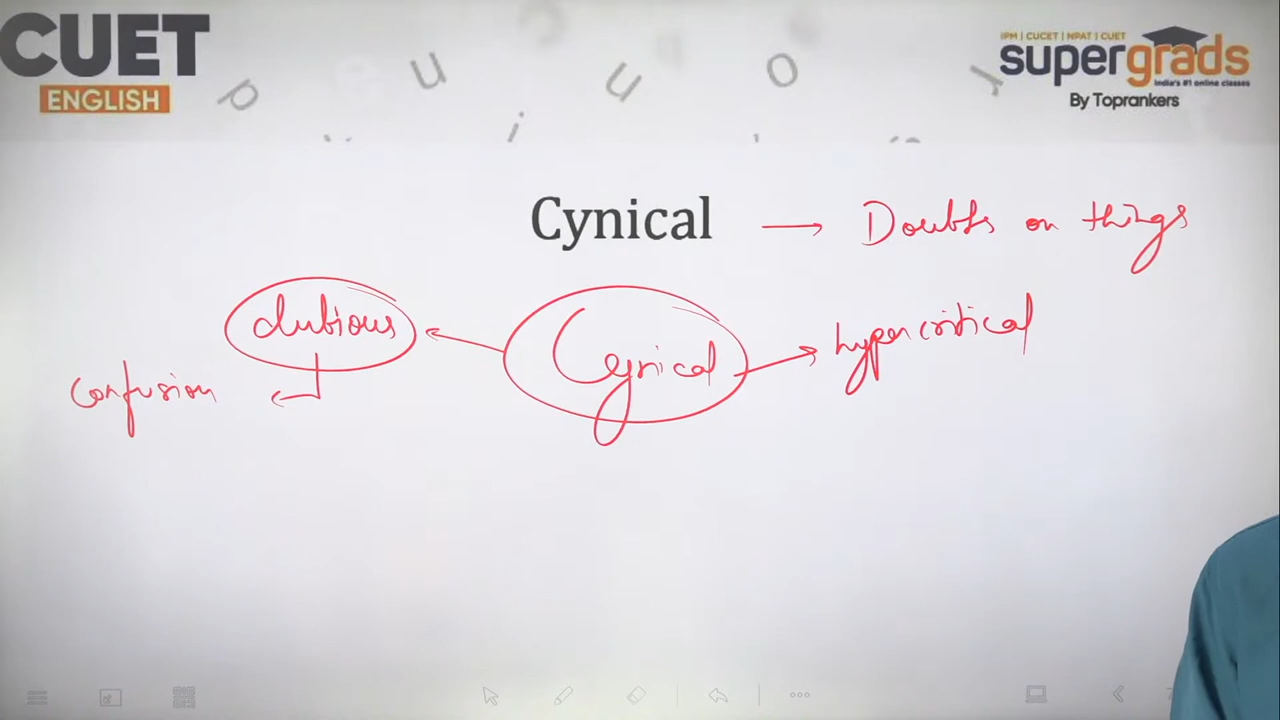 CUET
ENGLISH
IPM | CUCET | NPAT | CUET
supergrads
India's #1 online classes
By Toprankers
p u u o r
i
Cynical → Doubts on things
dubious ← Cynical → hypercritical
Confusion ←